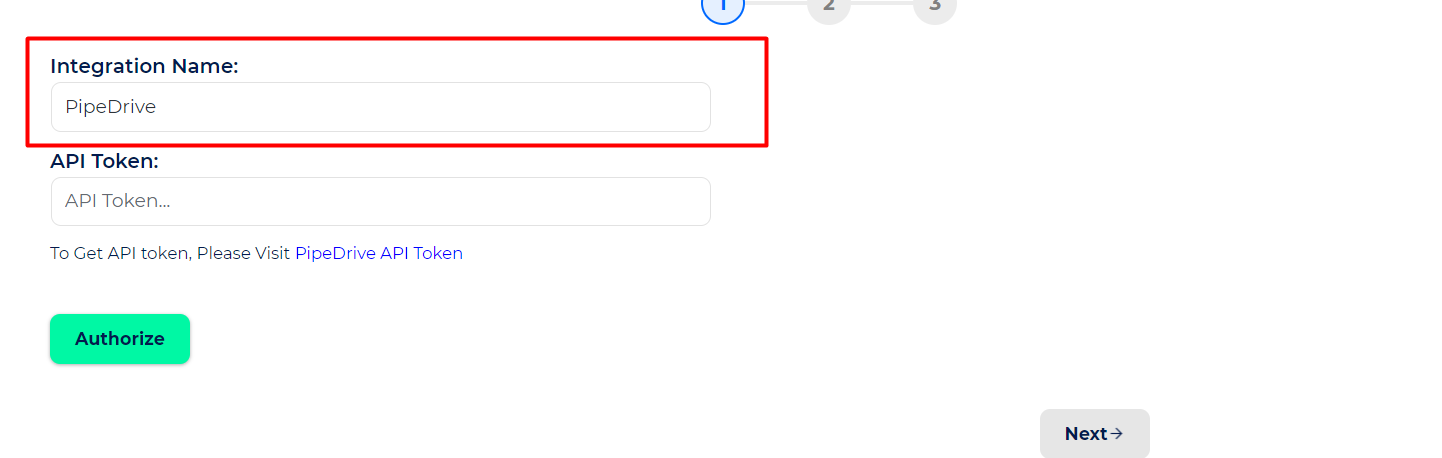 1 2 3
Integration Name:
PipeDrive
API Token:
API Token...
To Get API token, Please Visit PipeDrive API Token
Authorize
Next→